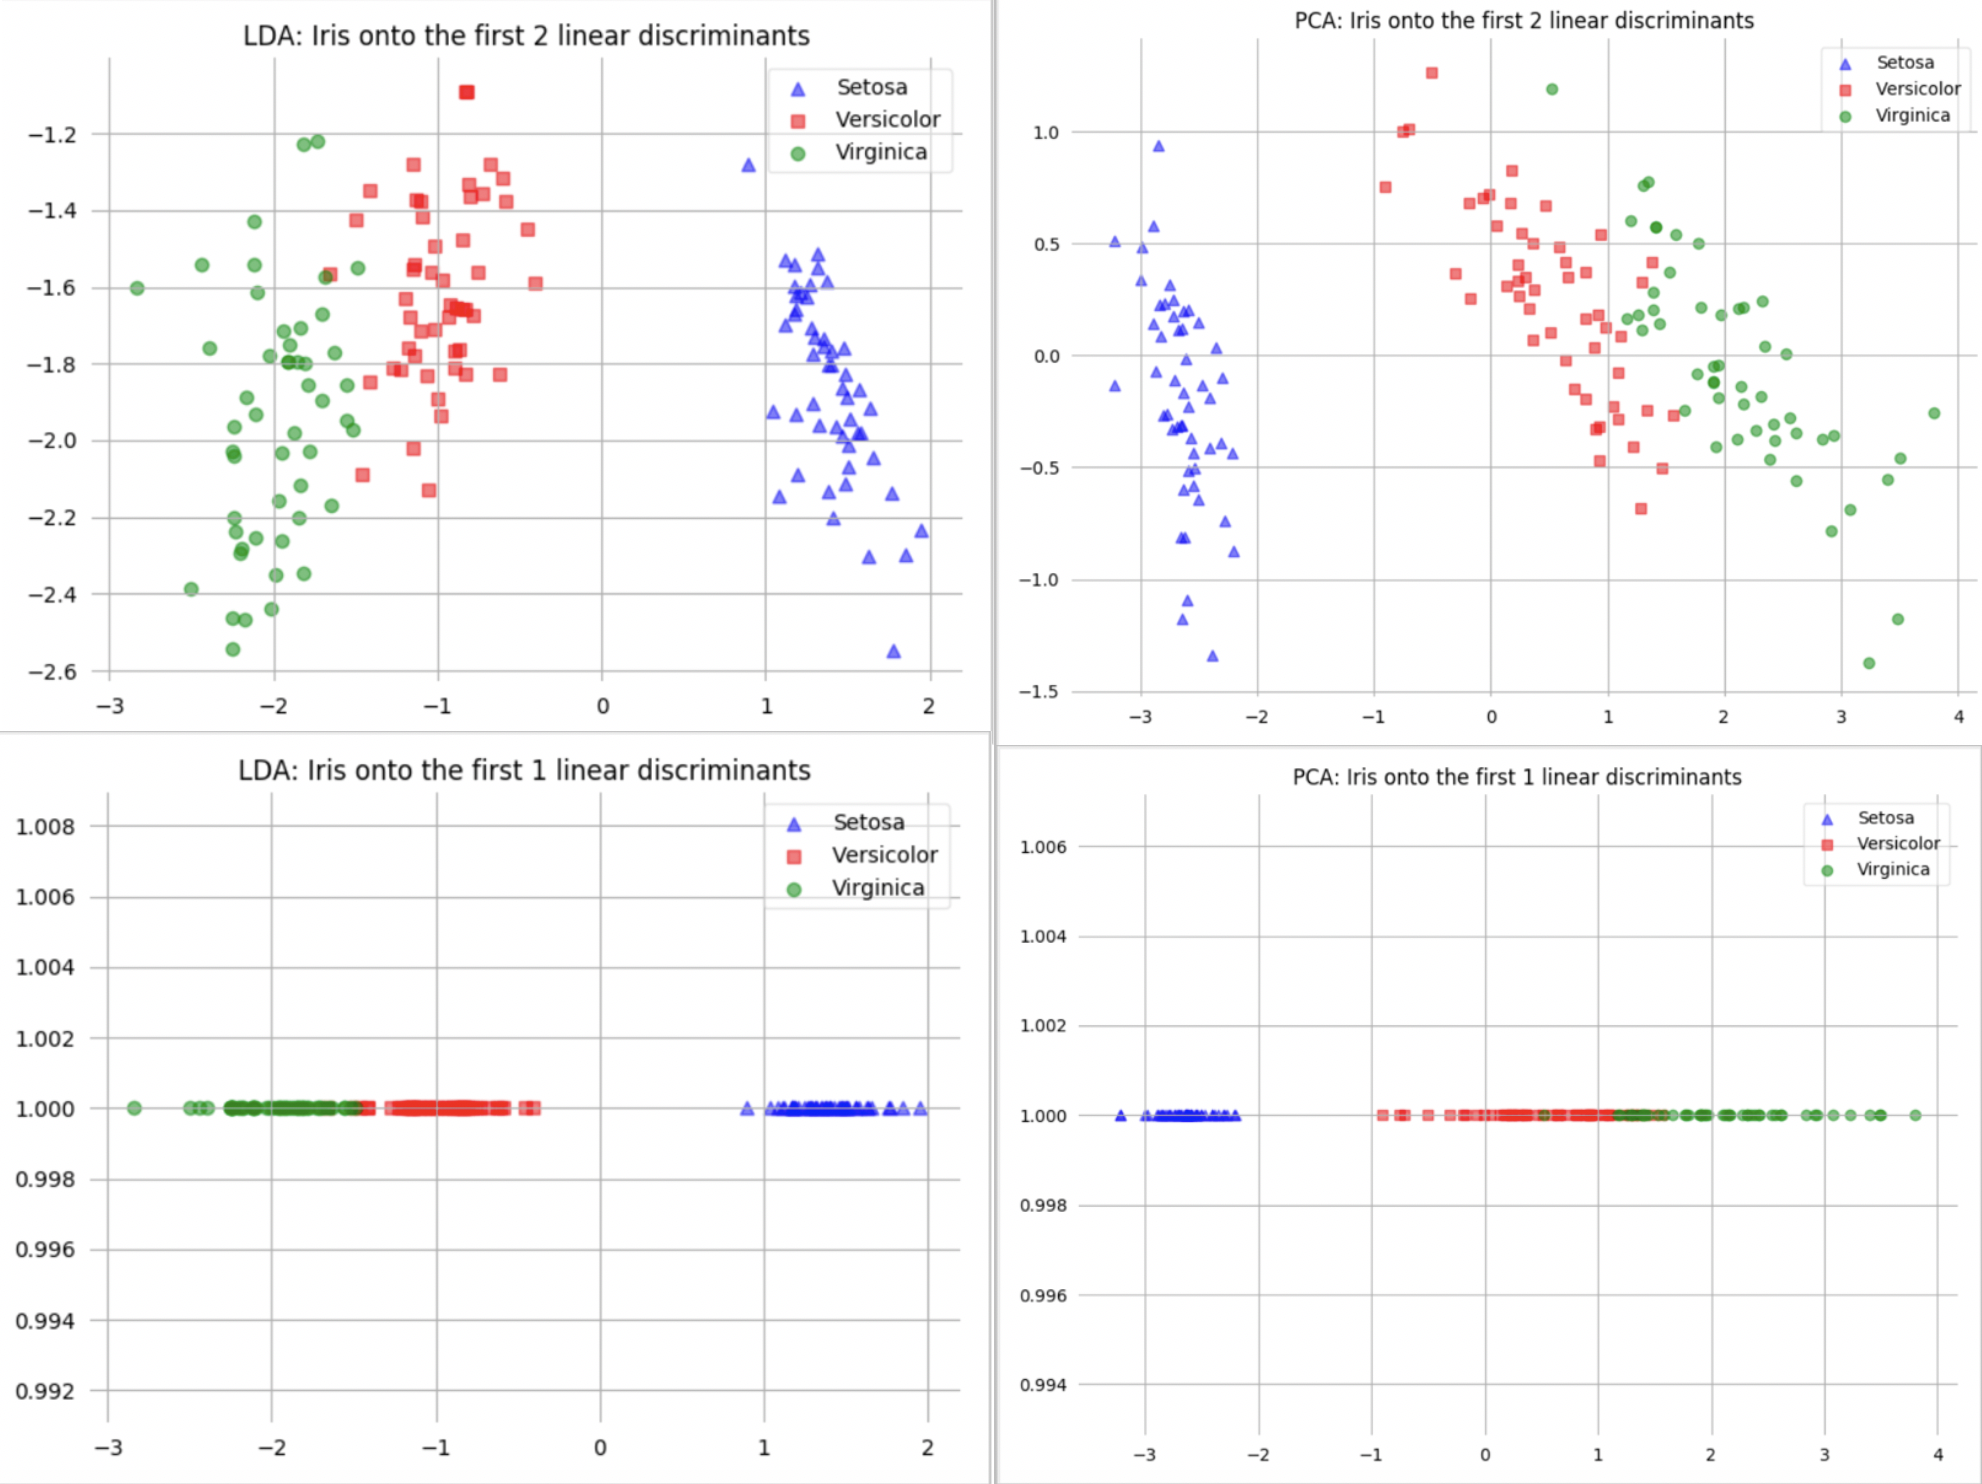 LDA: Iris onto the first 2 linear discriminants
Setosa
Versicolor
Virginica
−1.2
−1.4
−1.6
−1.8
−2.0
−2.2
−2.4
−2.6
−3 −2 −1 0 1 2
PCA: Iris onto the first 2 linear discriminants
Setosa
Versicolor
Virginica
1.0
0.5
0.0
−0.5
−1.0
−1.5
−3 −2 −1 0 1 2 3 4
LDA: Iris onto the first 1 linear discriminants
Setosa
Versicolor
Virginica
1.008
1.006
1.004
1.002
1.000
0.998
0.996
0.994
0.992
−3 −2 −1 0 1 2
PCA: Iris onto the first 1 linear discriminants
Setosa
Versicolor
Virginica
1.006
1.004
1.002
1.000
0.998
0.996
0.994
−3 −2 −1 0 1 2 3 4